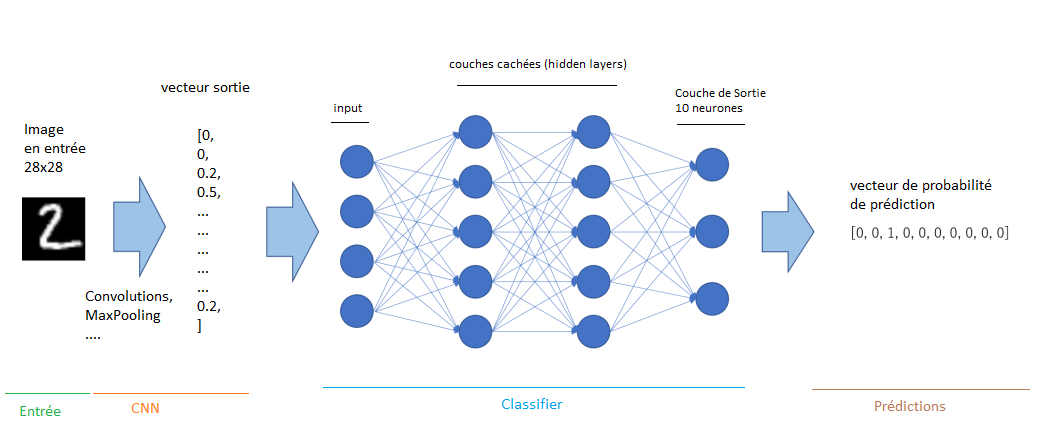 Image
en entrée
28x28
Convolutions,
MaxPooling
....
vecteur sortie
[0,
0,
0.2,
0.5,
...
...
...
...
...
0.2,
]
input
couches cachées (hidden layers)
Couche de Sortie
10 neurones
vecteur de probabilité
de prédiction
[0, 0, 1, 0, 0, 0, 0, 0, 0, 0]
Entrée
CNN
Classifier
Prédictions
2